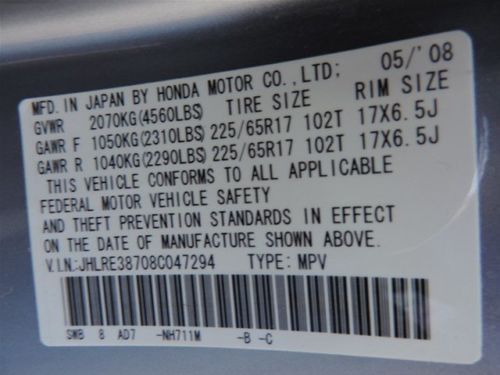 MFD. IN JAPAN BY HONDA MOTOR CO., LTD; 05/'08
GVWR 2070KG(4560LBS) TIRE SIZE RIM SIZE
GAWR F 1050KG(2310LBS) 225/65R17 102T 17X6.5J
GAWR R 1040KG(2290LBS) 225/65R17 102T 17X6.5J
THIS VEHICLE CONFORMS TO ALL APPLICABLE
FEDERAL MOTOR VEHICLE SAFETY
AND THEFT PREVENTION STANDARDS IN EFFECT
ON THE DATE OF MANUFACTURE SHOWN ABOVE.
V.I.N.:JHLRE38708C047294 TYPE: MPV
SWB 8 AD7 -NH711M -B -C